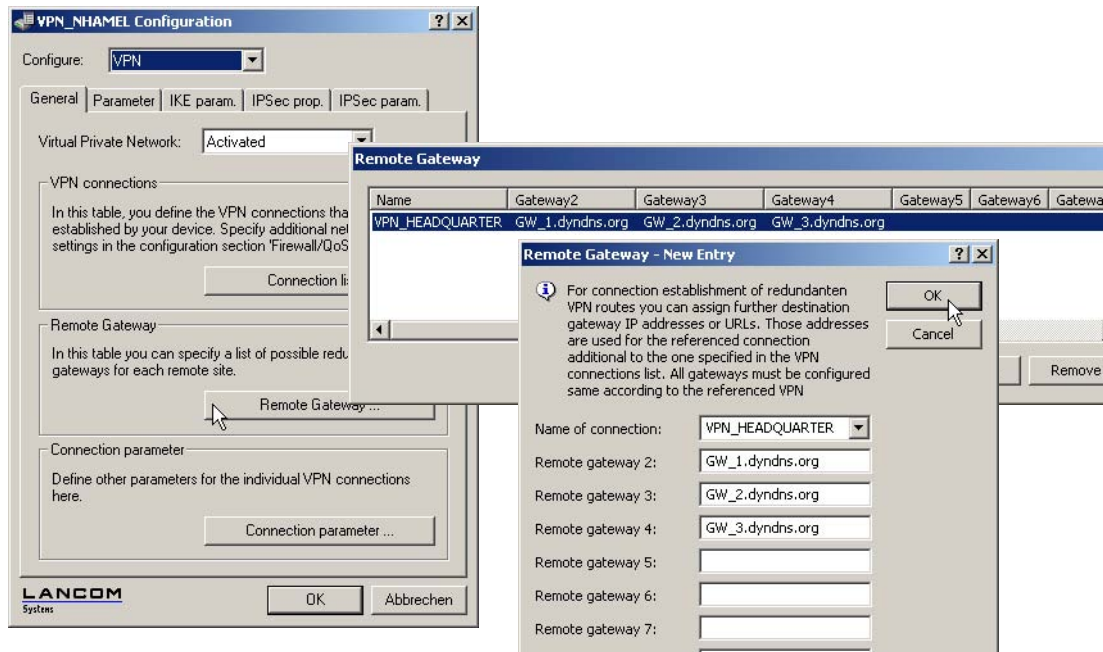 VPN_NHAMEL Configuration
Configure: VPN
General Parameter IKE param. IPSec prop. IPSec param.
Virtual Private Network: Activated
VPN connections
In this table, you define the VPN connections tha
established by your device. Specify additional net
settings in the configuration section 'Firewall/QoS
Connection li
Remote Gateway
In this table you can specify a list of possible redu
gateways for each remote site.
Remote Gateway ...
Connection parameter
Define other parameters for the individual VPN connections
here.
Connection parameter ...
LANCOM
Systems
OK Abbrechen
Remote Gateway
Name Gateway2 Gateway3 Gateway4 Gateway5 Gateway6 Gatewa
VPN_HEADQUARTER GW_1.dyndns.org GW_2.dyndns.org GW_3.dyndns.org
Remove
Remote Gateway - New Entry
For connection establishment of redundanten
VPN routes you can assign further destination
gateway IP addresses or URLs. Those addresses
are used for the referenced connection
additional to the one specified in the VPN
connections list. All gateways must be configured
same according to the referenced VPN
OK
Cancel
Name of connection: VPN_HEADQUARTER
Remote gateway 2: GW_1.dyndns.org
Remote gateway 3: GW_2.dyndns.org
Remote gateway 4: GW_3.dyndns.org
Remote gateway 5:
Remote gateway 6:
Remote gateway 7: